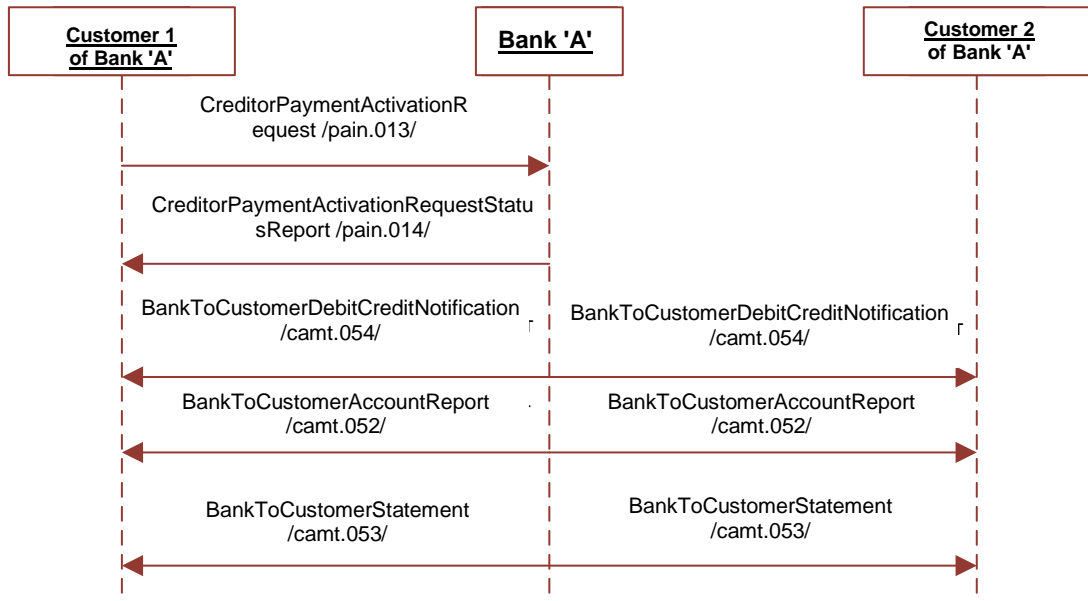 Customer 1
of Bank 'A'
Bank 'A'
Customer 2
of Bank 'A'
CreditorPaymentActivationR
equest /pain.013/
CreditorPaymentActivationRequestStatu
sReport /pain.014/
BankToCustomerDebitCreditNotification
/camt.054/
BankToCustomerDebitCreditNotification
/camt.054/
BankToCustomerAccountReport
/camt.052/
BankToCustomerAccountReport
/camt.052/
BankToCustomerStatement
/camt.053/
BankToCustomerStatement
/camt.053/